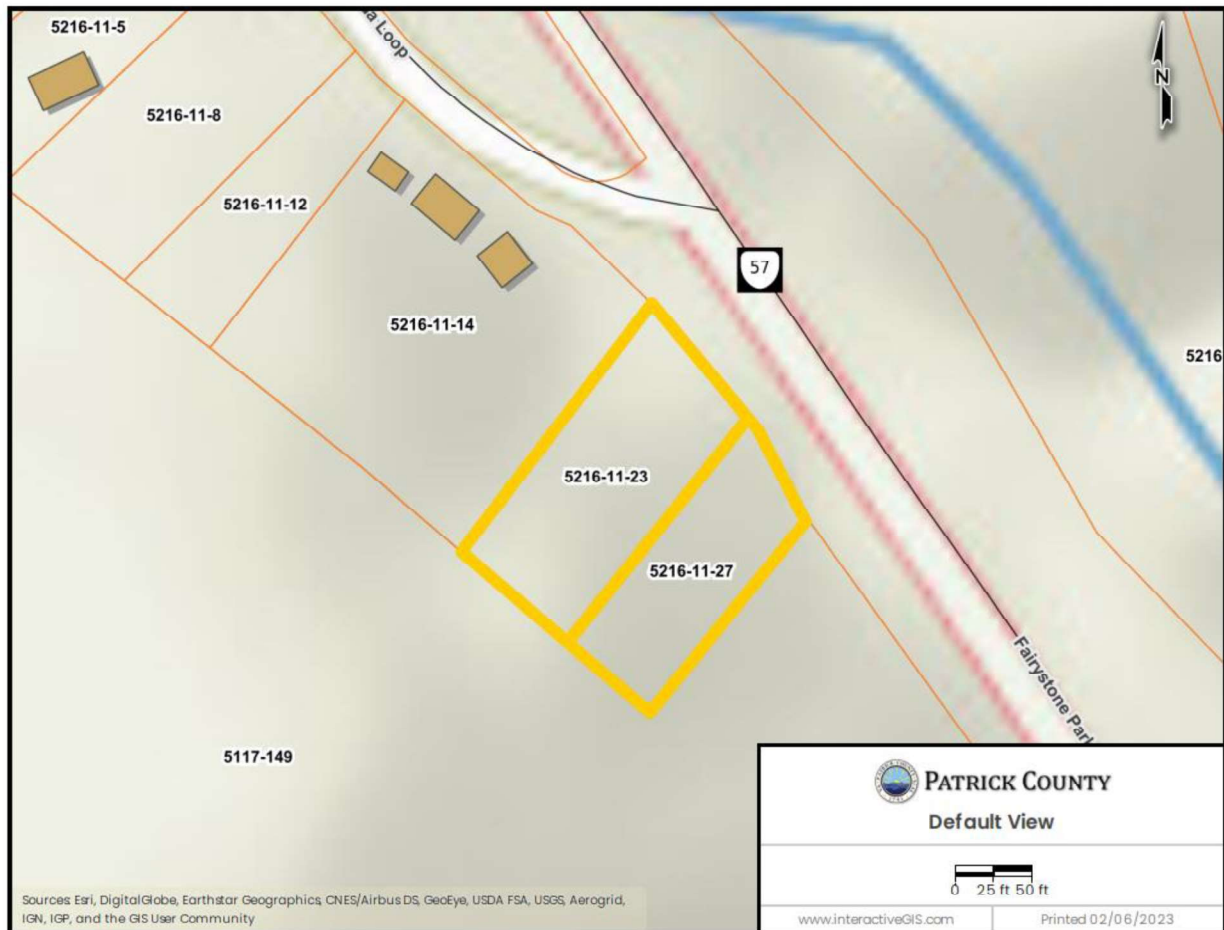 5216-11-5
5216-11-8
5216-11-12
5216-11-14
Loop
N
57
5216
5216-11-23
5216-11-27
5117-149
Fairystone Park
PATRICK COUNTY
Default View
0 25 ft 50 ft
www.interactiveGIS.com
Printed 02/06/2023
Sources: Esri, DigitalGlobe, Earthstar Geographics, CNES/Airbus DS, GeoEye, USDA FSA, USGS, Aerogrid,
IGN, IGP, and the GIS User Community